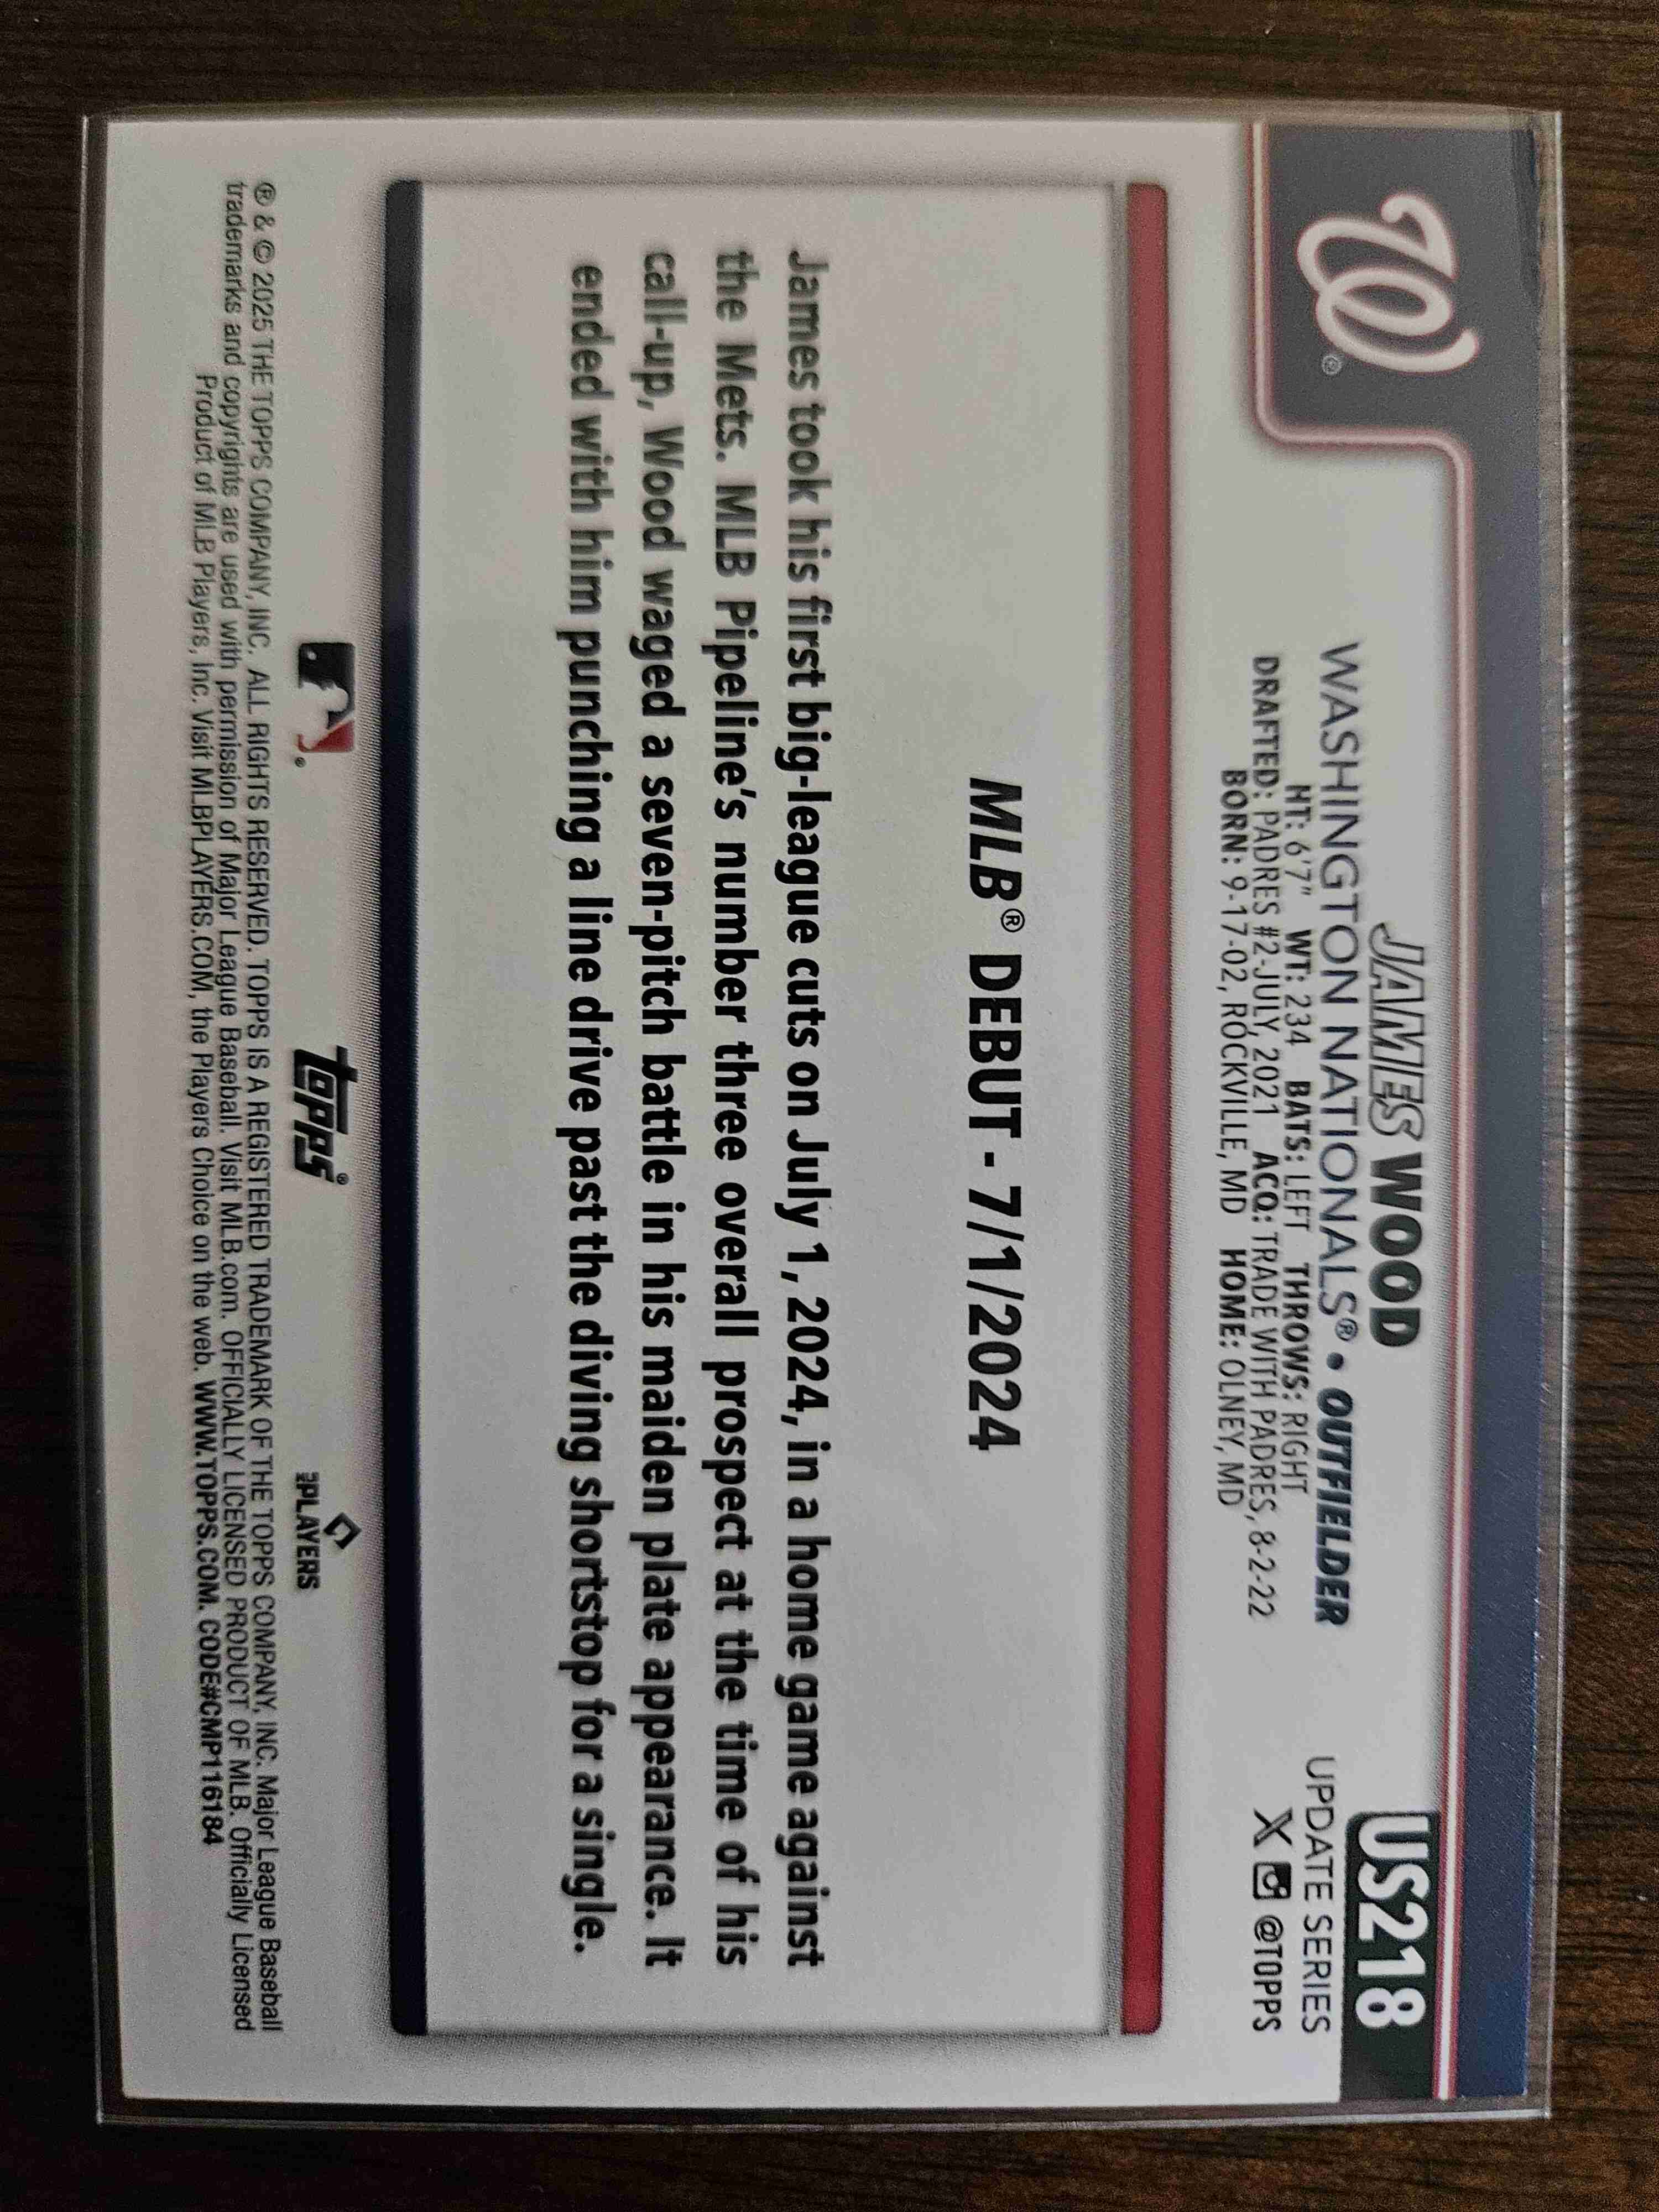 US218
JAMES WOOD
UPDATE SERIES
WASHINGTON NATIONALS® • OUTFIELDER
HT: 6'7" WT: 234 BATS: LEFT THROWS: RIGHT
@TOPPS
DRAFTED: PADRES #2-JULY, 2021 ACQ: TRADE WITH PADRES, 8-2-22
BORN: 9-17-02, ROCKVILLE, MD HOME: OLNEY, MD
W®
MLB® DEBUT - 7/1/2024
James took his first big-league cuts on July 1, 2024, in a home game against
the Mets. MLB Pipeline's number three overall prospect at the time of his
call-up, Wood waged a seven-pitch battle in his maiden plate appearance. It
ended with him punching a line drive past the diving shortstop for a single.
topps®
PLAYERS
® & © 2025 THE TOPPS COMPANY, INC. ALL RIGHTS RESERVED. TOPPS IS A REGISTERED TRADEMARK OF THE TOPPS COMPANY, INC. Major League Baseball
trademarks and copyrights are used with permission of Major League Baseball. Visit MLB.com. OFFICIALLY LICENSED PRODUCT OF MLB. Officially Licensed
Product of MLB Players, Inc. Visit MLBPLAYERS.COM, the Players Choice on the web. WWW.TOPPS.COM. CODE#CMP116184